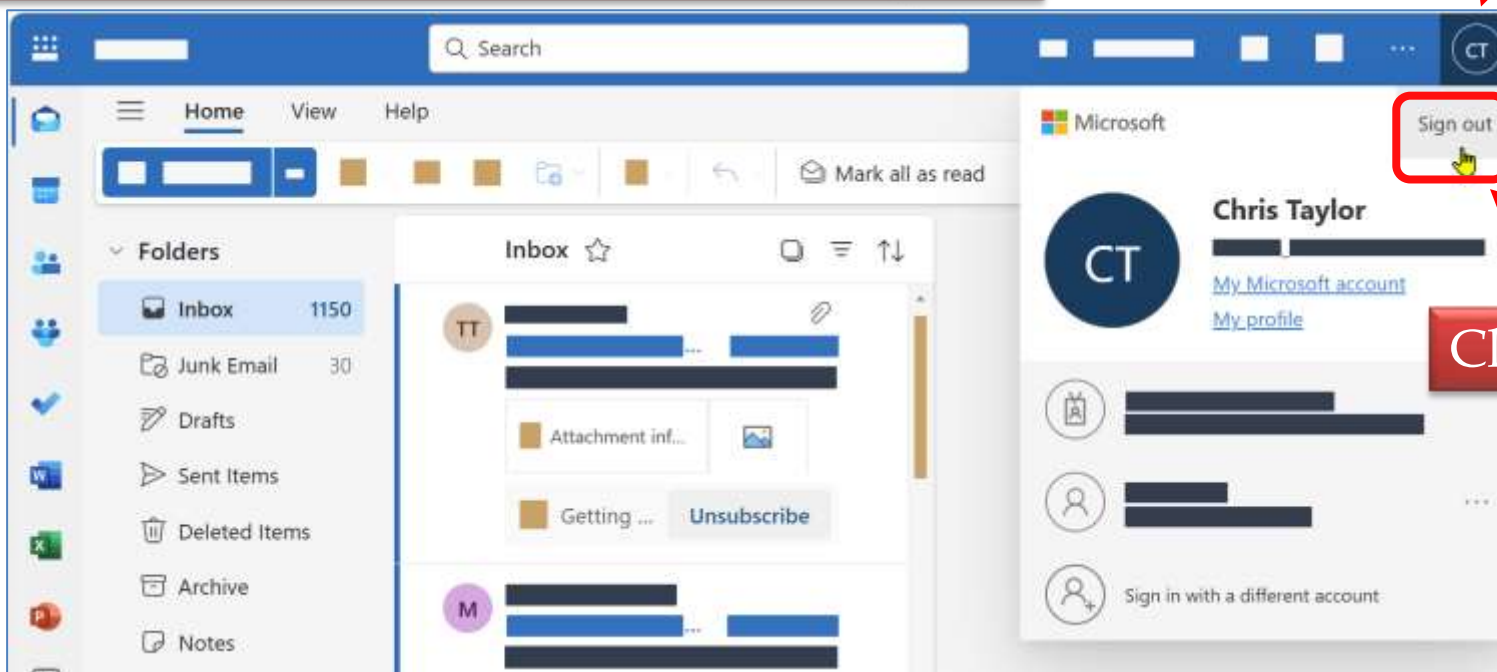 Search
CT
Home View Help
Mark all as read
Microsoft
Sign out
Folders
Inbox 1150
Junk Email 30
Drafts
Sent Items
Deleted Items
Archive
Notes
Inbox
TT
Attachment inf...
Getting ... Unsubscribe
M
CT
Chris Taylor
My Microsoft account
My profile
Sign in with a different account